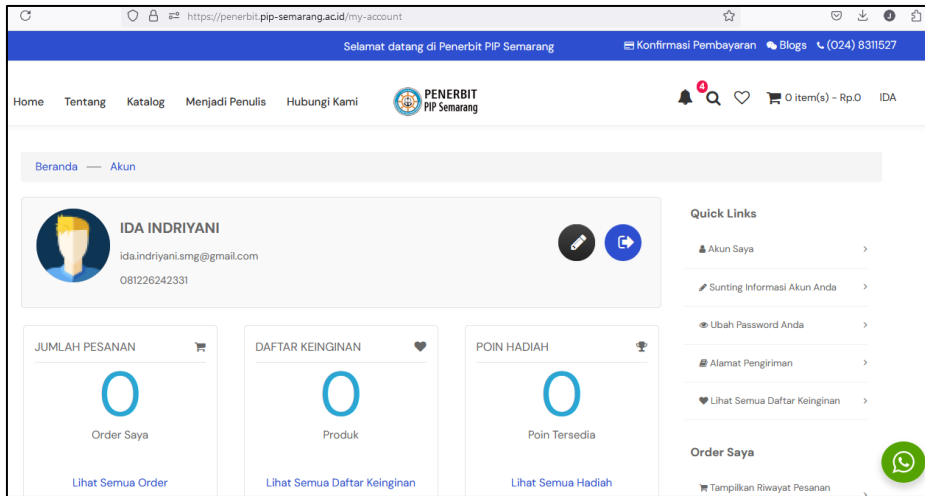 https://penerbit.pip-semarang.ac.id/my-account
Selamat datang di Penerbit PIP Semarang
Konfirmasi Pembayaran Blogs (024) 8311527
Home Tentang Katalog Menjadi Penulis Hubungi Kami
PENERBIT
PIP Semarang
4
0 item(s) - Rp.0 IDA
Beranda — Akun
IDA INDRIYANI
ida.indriyani.smg@gmail.com
081226242331
JUMLAH PESANAN
0
Order Saya
Lihat Semua Order
DAFTAR KEINGINAN
0
Produk
Lihat Semua Daftar Keinginan
POIN HADIAH
0
Poin Tersedia
Lihat Semua Hadiah
Quick Links
Akun Saya
Sunting Informasi Akun Anda
Ubah Password Anda
Alamat Pengiriman
Lihat Semua Daftar Keinginan
Order Saya
Tampilkan Riwayat Pesanan